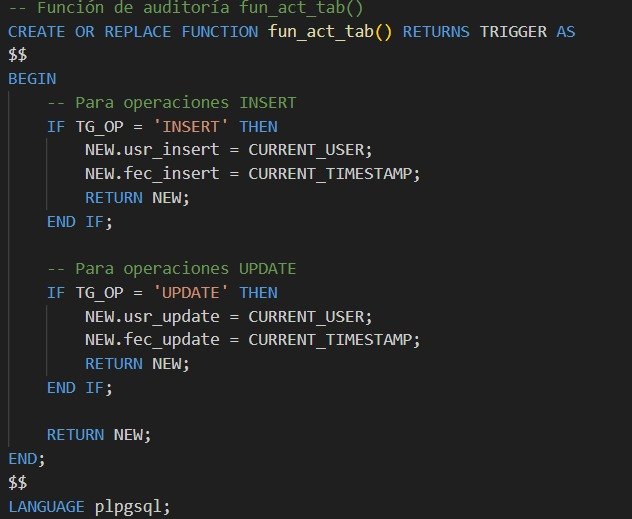 -- Función de auditoría fun_act_tab()
CREATE OR REPLACE FUNCTION fun_act_tab() RETURNS TRIGGER AS
$$
BEGIN
    -- Para operaciones INSERT
    IF TG_OP = 'INSERT' THEN
        NEW.usr_insert = CURRENT_USER;
        NEW.fec_insert = CURRENT_TIMESTAMP;
        RETURN NEW;
    END IF;

    -- Para operaciones UPDATE
    IF TG_OP = 'UPDATE' THEN
        NEW.usr_update = CURRENT_USER;
        NEW.fec_update = CURRENT_TIMESTAMP;
        RETURN NEW;
    END IF;

    RETURN NEW;
END;
$$
LANGUAGE plpgsql;